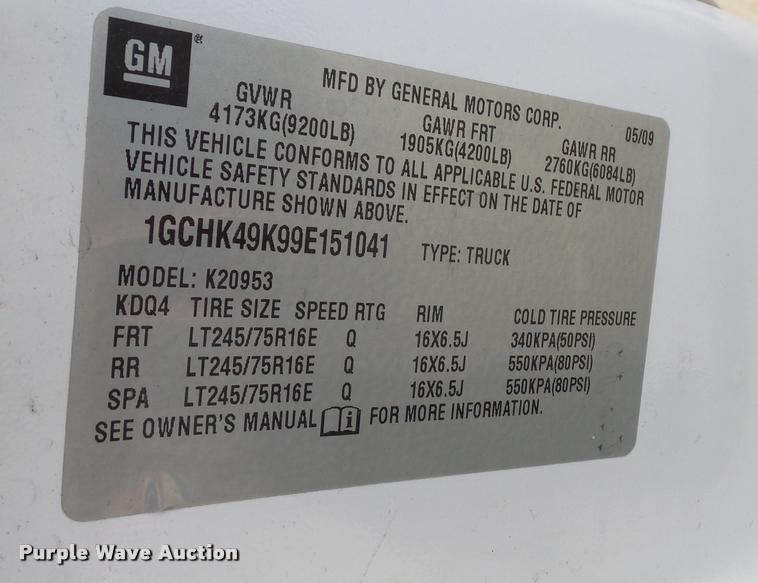 GM®
MFD BY GENERAL MOTORS CORP. 05/09
GVWR GAWR FRT GAWR RR
4173KG(9200LB) 1905KG(4200LB) 2760KG(6084LB)
THIS VEHICLE CONFORMS TO ALL APPLICABLE U.S. FEDERAL MOTOR
VEHICLE SAFETY STANDARDS IN EFFECT ON THE DATE OF
MANUFACTURE SHOWN ABOVE.
1GCHK49K99E151041 TYPE: TRUCK
MODEL: K20953
KDQ4 TIRE SIZE SPEED RTG RIM COLD TIRE PRESSURE
FRT LT245/75R16E Q 16X6.5J 340KPA(50PSI)
RR LT245/75R16E Q 16X6.5J 550KPA(80PSI)
SPA LT245/75R16E Q 16X6.5J 550KPA(80PSI)
SEE OWNER'S MANUAL i FOR MORE INFORMATION.
Purple Wave Auction